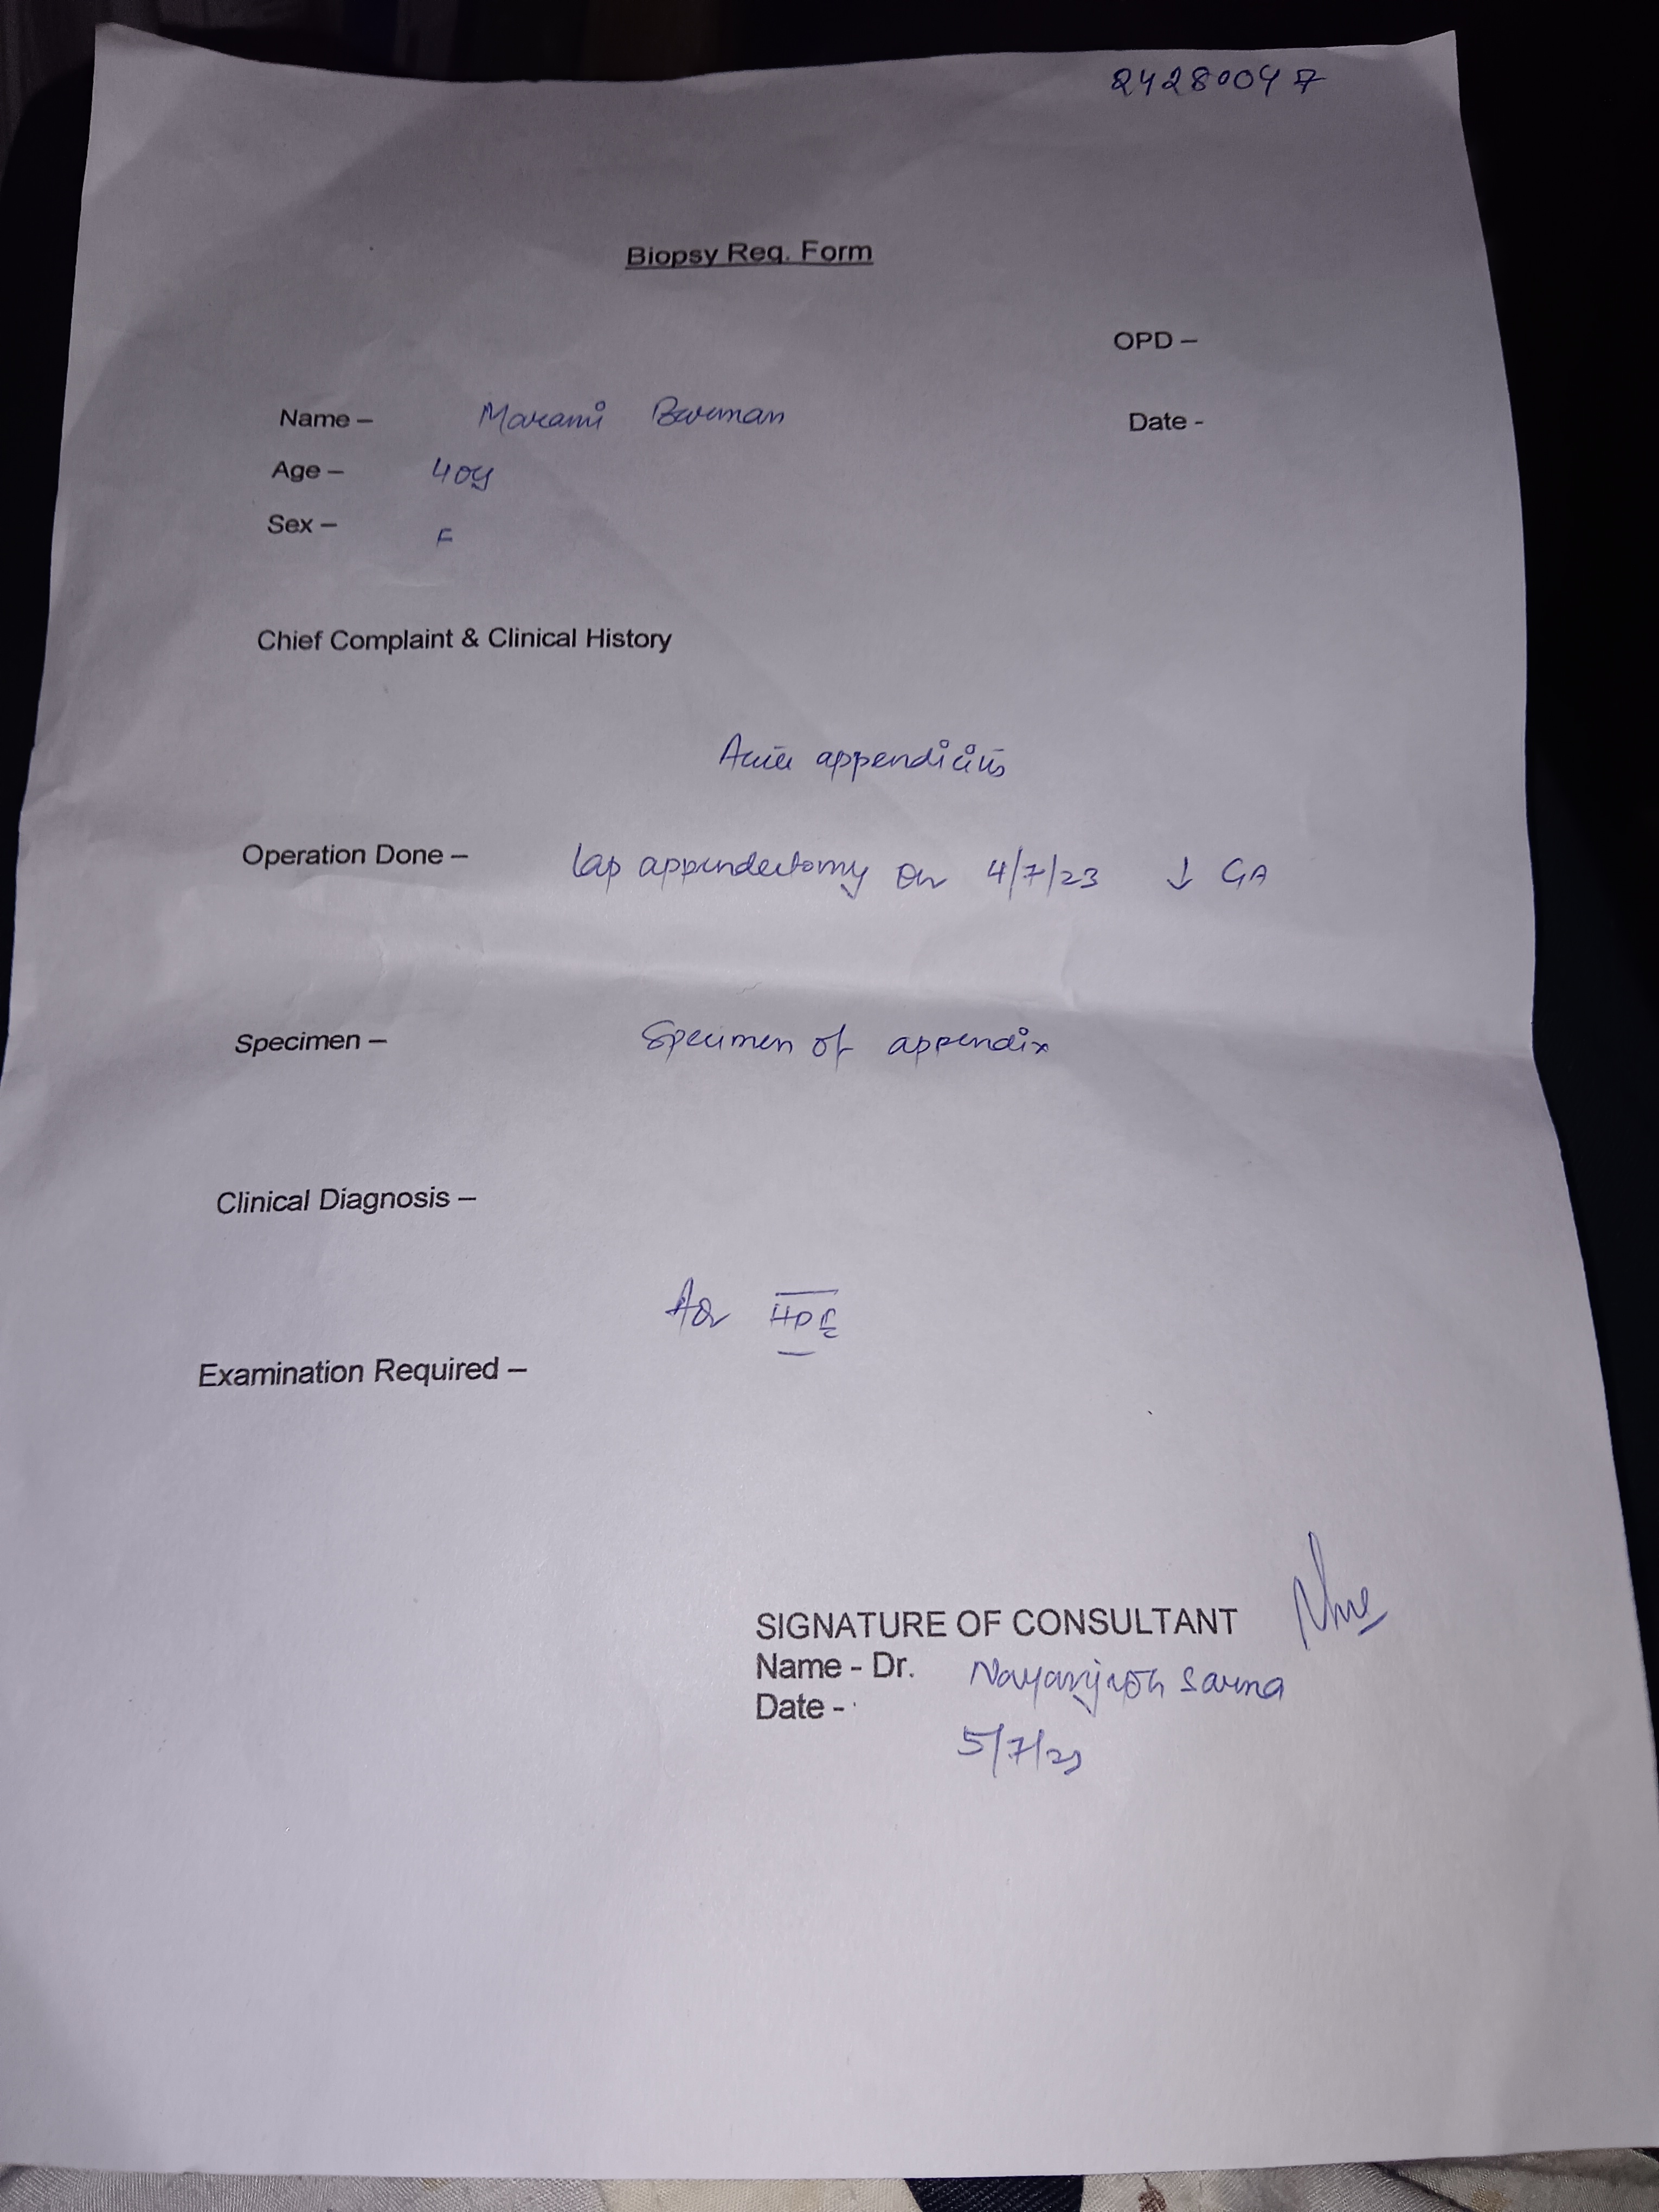 24280047
Biopsy Req. Form
OPD –
Name – Marami Barman Date -
Age – 40y
Sex – F
Chief Complaint & Clinical History
Acute appendicitis
Operation Done – lap appendectomy on 4/7/23 ↓ GA
Specimen – Specimen of appendix
Clinical Diagnosis –
for HPE
Examination Required –
SIGNATURE OF CONSULTANT
Name - Dr. Sarma
Date -
5/7/23